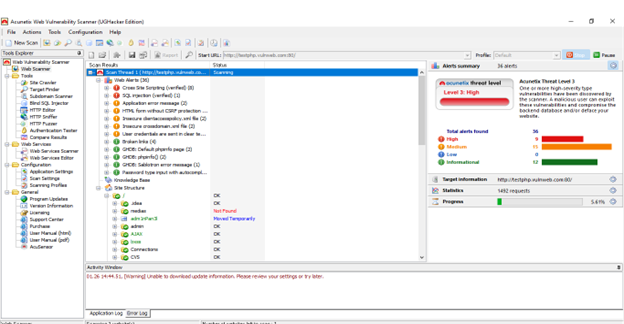 Acunetix Web Vulnerability Scanner (UGHacker Edition)
File Actions Tools Configuration Help
New Scan
Report
Start URL: http://testphp.vulnweb.com:80/
Profile: Default
Stop
Pause
Tools Explorer
Web Vulnerability Scanner
Web Scanner
Tools
Site Crawler
Target Finder
Subdomain Scanner
Blind SQL Injector
HTTP Editor
HTTP Sniffer
HTTP Fuzzer
Authentication Tester
Compare Results
Web Services
Web Services Scanner
Web Services Editor
Configuration
Application Settings
Scan Settings
Scanning Profiles
General
Program Updates
Version Information
Licensing
Support Center
Purchase
User Manual (html)
User Manual (pdf)
AcuSensor
Scan Results Status
Scan Thread 1 ( http://testphp.vulnweb.co... Scanning
Web Alerts (36)
Cross Site Scripting (verified) (8)
SQL injection (verified) (1)
Application error message (2)
HTML form without CSRF protection ...
Insecure clientaccesspolicy.xml file (2)
Insecure crossdomain.xml file (2)
User credentials are sent in clear te...
Broken links (4)
GHDB: Default phpinfo page (2)
GHDB: phpinfo() (2)
GHDB: Sablotron error message (1)
Password type input with autocompl...
Knowledge Base
Site Structure
/ OK
.idea OK
medias Not Found
adm1nPan3l Moved Temporarily
admin OK
AJAX OK
OK
Connections OK
CVS OK
Alerts summary 36 alerts
acunetix threat level
Level 3: High
Acunetix Threat Level 3
One or more high-severity type
vulnerabilities have been discovered by
the scanner. A malicious user can exploit
these vulnerabilities and compromise the
backend database and/or deface your
website.
Total alerts found 36
High 9
Medium 15
Low 0
Informational 12
Target information http://testphp.vulnweb.com:80/
Statistics 1492 requests
Progress 5.61%
Activity Window
01.26 14:44.51, [Warning] Unable to download update information. Please review your settings or try later.
Application Log Error Log